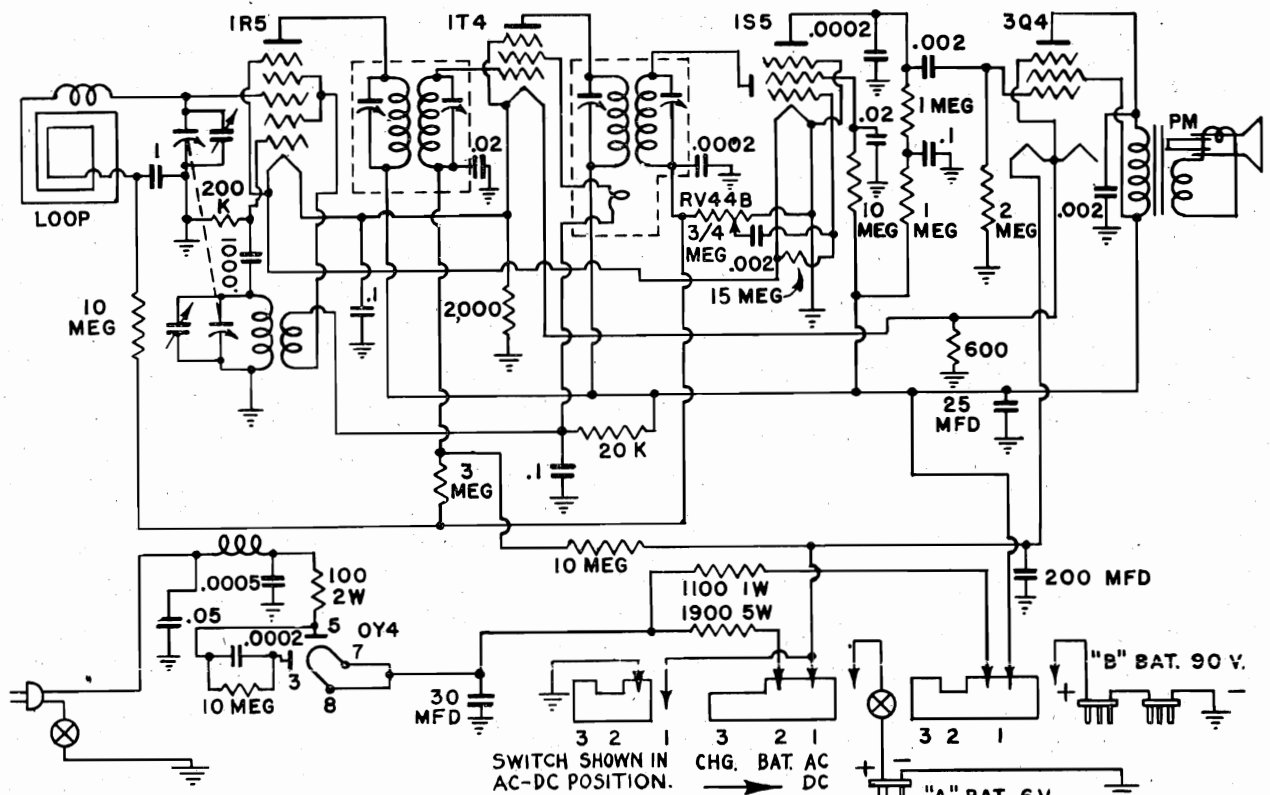 1R5
1T4
1S5
3Q4
.0002
.002
.02
1 MEG
.1
1 MEG
10 MEG
2 MEG
.002
PM
LOOP
.1
200 K
.0001
10 MEG
.02
.0002
RV44B
3/4 MEG
.002
15 MEG
.1
2,000
600
25 MFD
20 K
.1
3 MEG
10 MEG
200 MFD
.0005
.05
100 2W
.0002
5
OY4
7
3
8
10 MEG
30 MFD
1100 1W
1900 5W
3 2 1
SWITCH SHOWN IN
AC-DC POSITION.
3 2 1
CHG. BAT. AC
DC
3 2 1
+ "B" BAT. 90 V. -
+ -
"A" BAT. 6V.